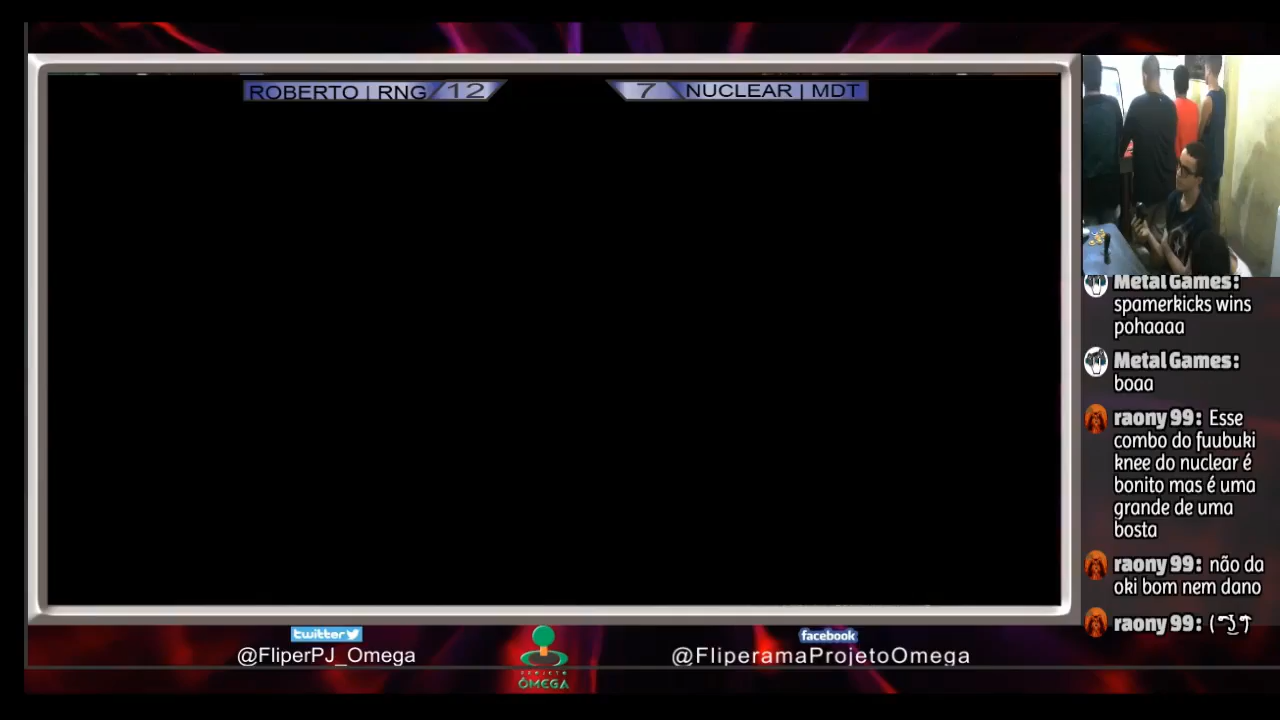 ROBERTO | RNG 12
7 NUCLEAR | MDT
Metal Games:
spamerkicks wins
pohaaaa
Metal Games:
boaa
raony 99: Esse
combo do fuubuki
knee do nuclear é
bonito mas é uma
grande de uma
bosta
raony 99: não da
oki bom nem dano
raony 99: ( ͡° ͜ʖ ͡°
twitter
@FliperPJ_Omega
PROJETO
ÔMEGA
facebook
@FliperamaProjetoOmega